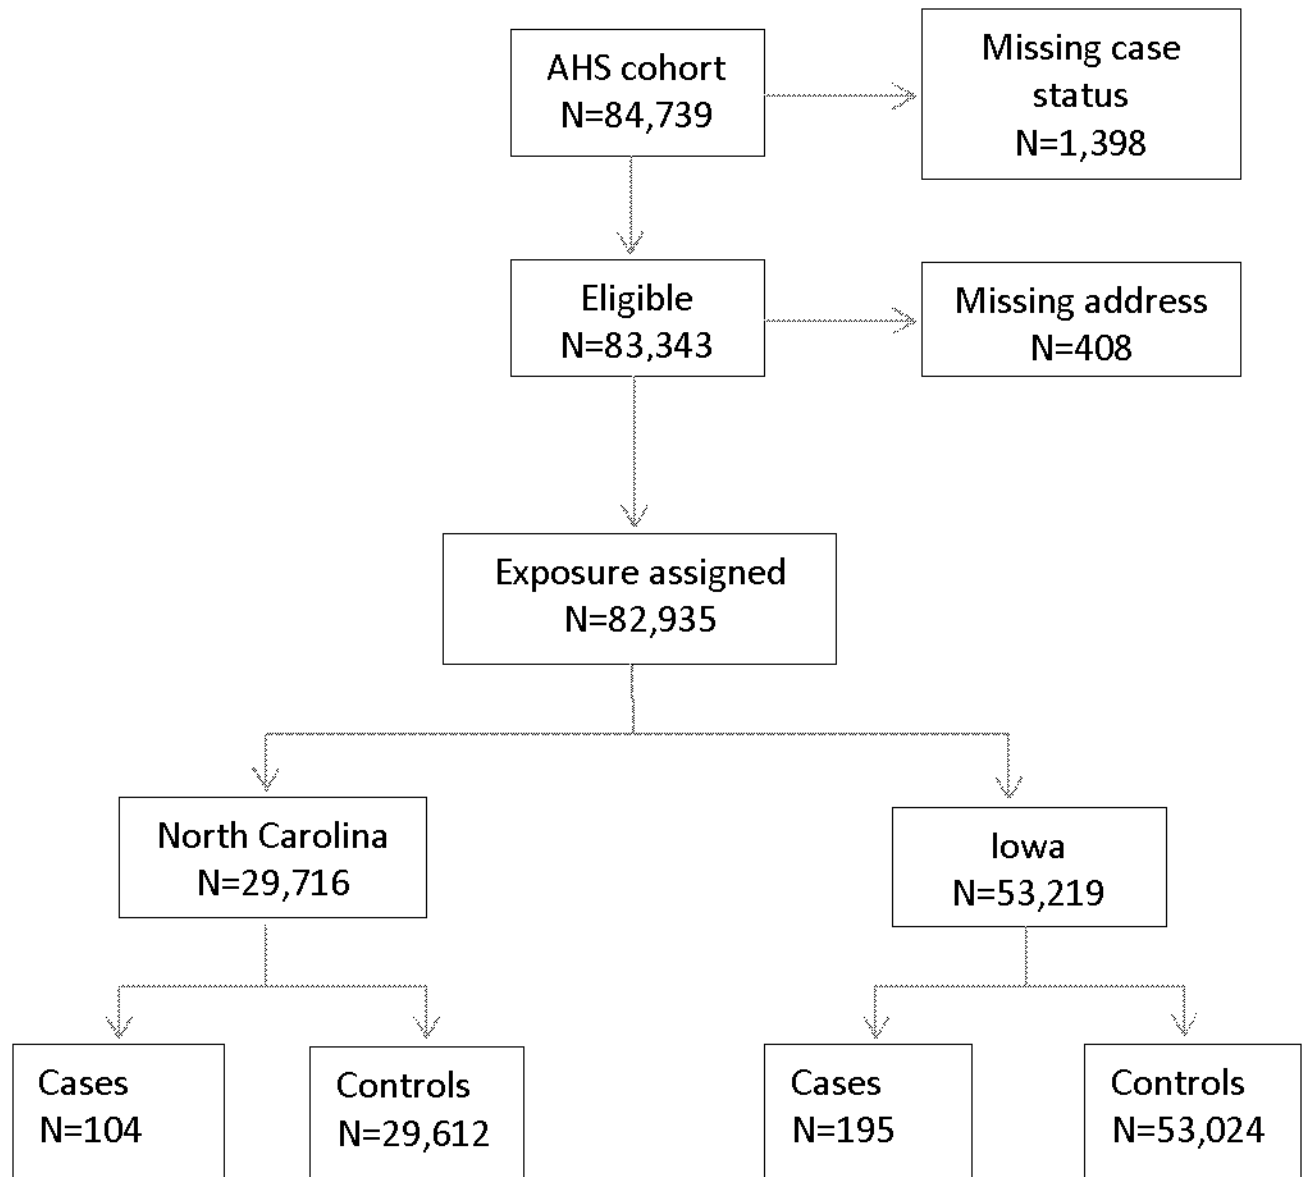 AHS cohort
N=84,739
Missing case
status
N=1,398
Eligible
N=83,343
Missing address
N=408
Exposure assigned
N=82,935
North Carolina
N=29,716
Iowa
N=53,219
Cases
N=104
Controls
N=29,612
Cases
N=195
Controls
N=53,024